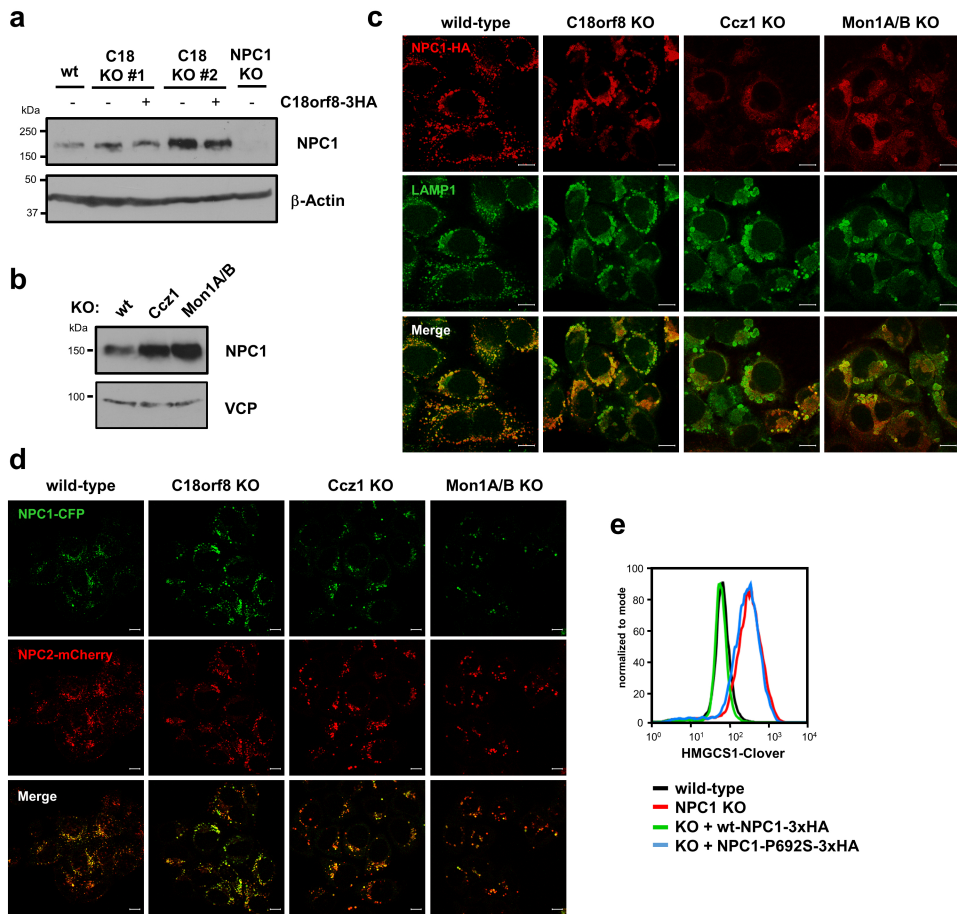 a
wt
C18
KO #1
C18
KO #2
NPC1
KO
- - + - + -
C18orf8-3HA
kDa
250
150
NPC1
50
37
β-Actin
b
KO:
wt
Ccz1
Mon1A/B
kDa
150
NPC1
100
VCP
c
wild-type
C18orf8 KO
Ccz1 KO
Mon1A/B KO
NPC1-HA
LAMP1
Merge
d
wild-type
C18orf8 KO
Ccz1 KO
Mon1A/B KO
NPC1-CFP
NPC2-mCherry
Merge
e
normalized to mode
100
80
60
40
20
0
10⁰ 10¹ 10² 10³ 10⁴
HMGCS1-Clover
wild-type
NPC1 KO
KO + wt-NPC1-3xHA
KO + NPC1-P692S-3xHA